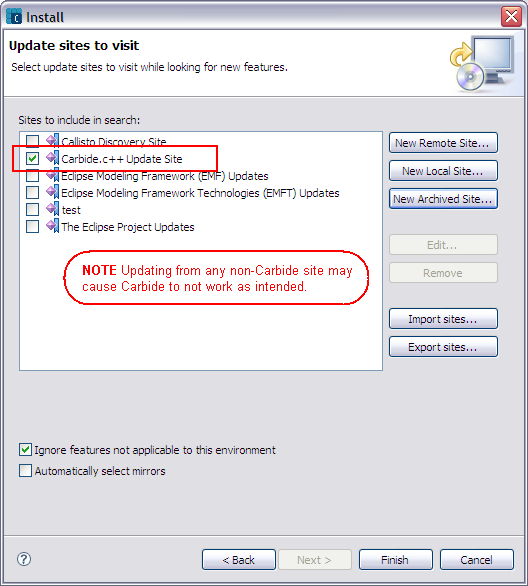 Install
Update sites to visit
Select update sites to visit while looking for new features.
Sites to include in search:
Callisto Discovery Site
Carbide.c++ Update Site
Eclipse Modeling Framework (EMF) Updates
Eclipse Modeling Framework Technologies (EMFT) Updates
test
The Eclipse Project Updates
NOTE Updating from any non-Carbide site may
cause Carbide to not work as intended.
New Remote Site...
New Local Site...
New Archived Site...
Edit...
Remove
Import sites...
Export sites...
Ignore features not applicable to this environment
Automatically select mirrors
?
< Back
Next >
Finish
Cancel